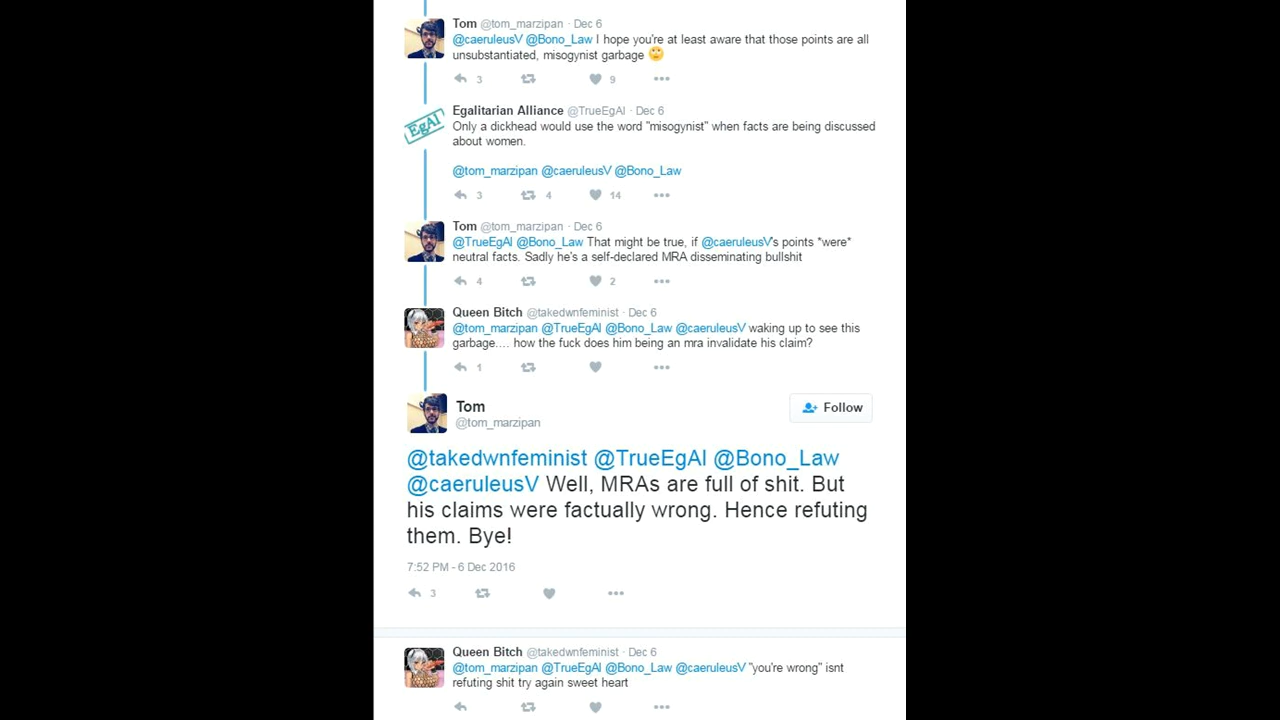 Tom @tom_marzipan · Dec 6
@caeruleusV @Bono_Law I hope you're at least aware that those points are all
unsubstantiated, misogynist garbage 🙄
3 9
Egalitarian Alliance @TrueEgAl · Dec 6
EgAl
Only a dickhead would use the word "misogynist" when facts are being discussed
about women.
@tom_marzipan @caeruleusV @Bono_Law
3 4 14
Tom @tom_marzipan · Dec 6
@TrueEgAl @Bono_Law That might be true, if @caeruleusV's points *were*
neutral facts. Sadly he's a self-declared MRA disseminating bullshit
4 2
Queen Bitch @takedwnfeminist · Dec 6
@tom_marzipan @TrueEgAl @Bono_Law @caeruleusV waking up to see this
garbage.... how the fuck does him being an mra invalidate his claim?
1
Tom
@tom_marzipan
Follow
@takedwnfeminist @TrueEgAl @Bono_Law
@caeruleusV Well, MRAs are full of shit. But
his claims were factually wrong. Hence refuting
them. Bye!
7:52 PM - 6 Dec 2016
3
Queen Bitch @takedwnfeminist · Dec 6
@tom_marzipan @TrueEgAl @Bono_Law @caeruleusV "you're wrong" isnt
refuting shit try again sweet heart